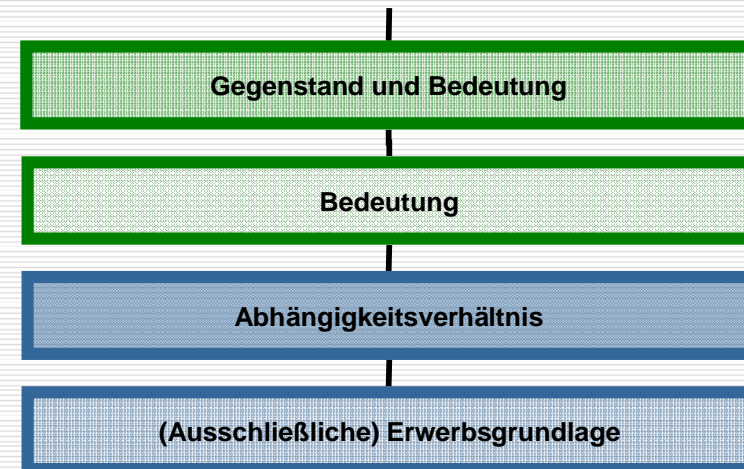 Gegenstand und Bedeutung
Bedeutung
Abhängigkeitsverhältnis
(Ausschließliche) Erwerbsgrundlage